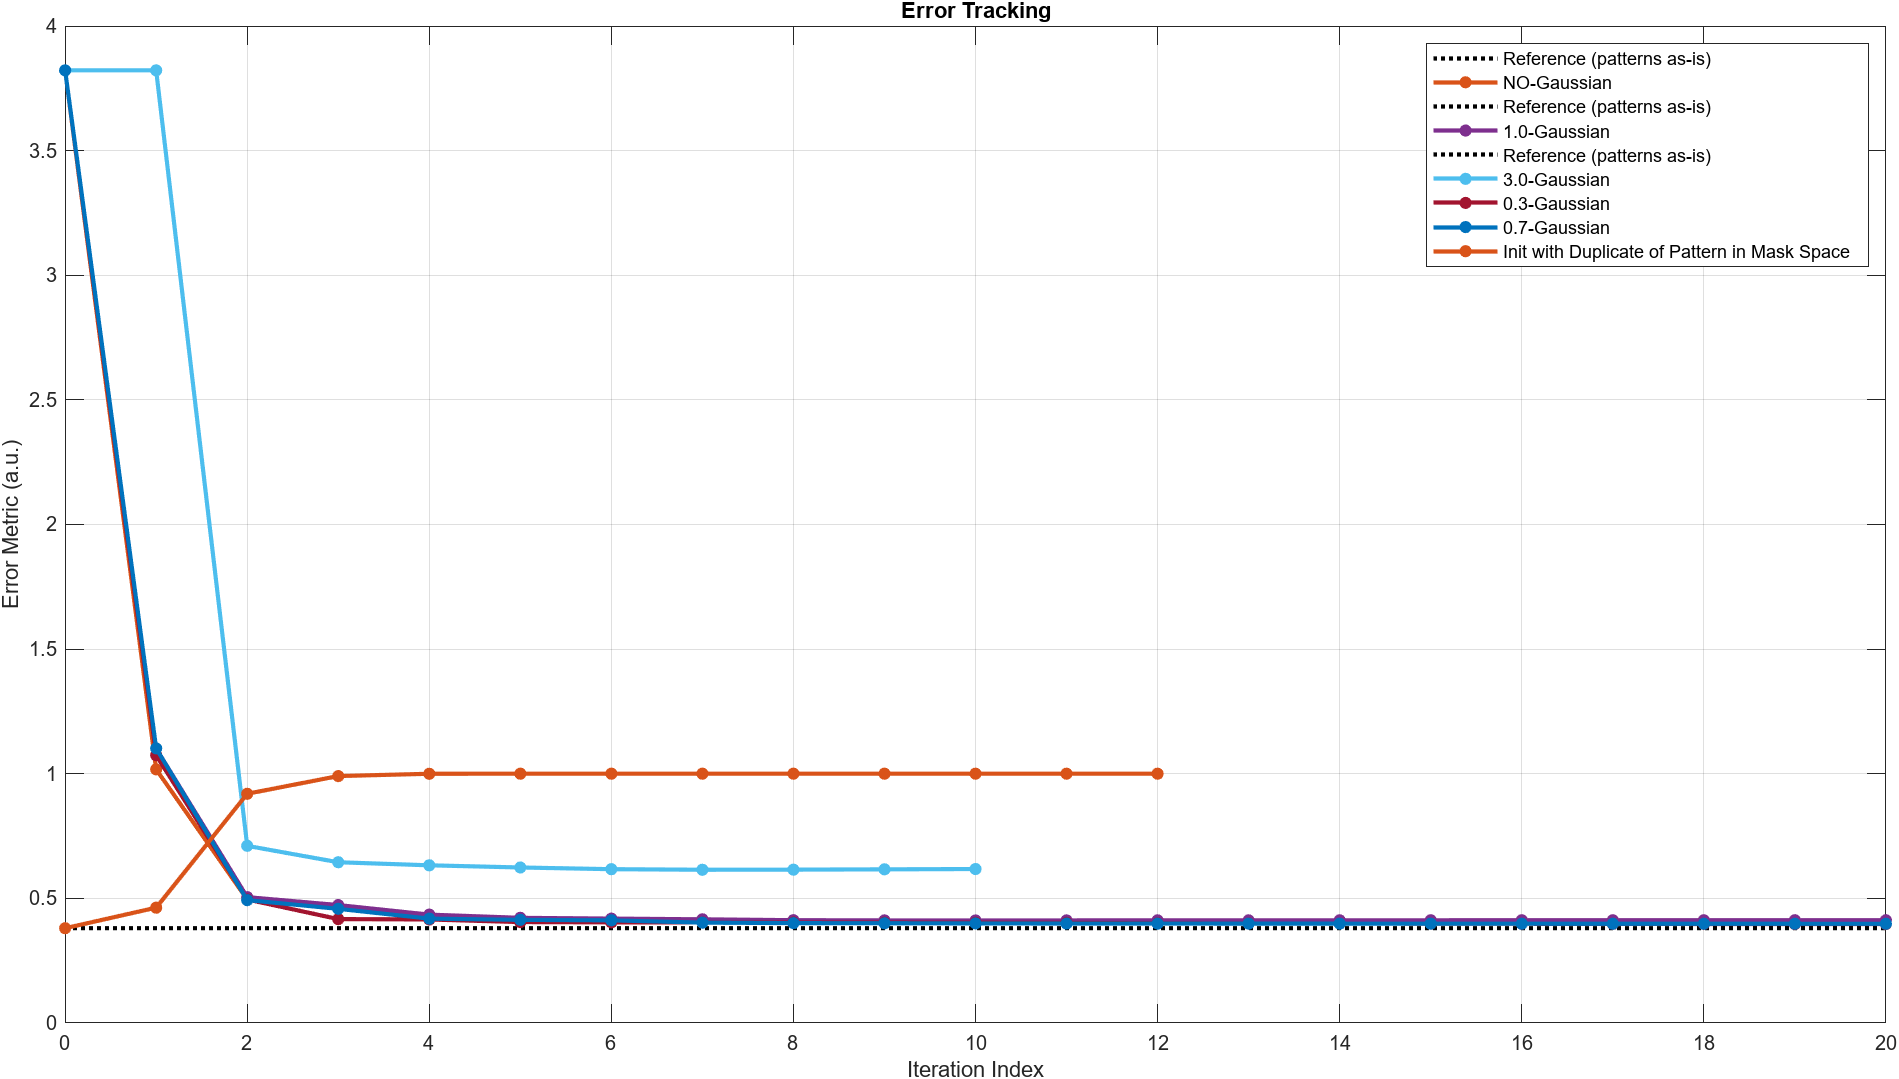 Error Tracking
4
3.5
3
2.5
2
1.5
1
0.5
0
Error Metric (a.u.)
Reference (patterns as-is)
NO-Gaussian
Reference (patterns as-is)
1.0-Gaussian
Reference (patterns as-is)
3.0-Gaussian
0.3-Gaussian
0.7-Gaussian
Init with Duplicate of Pattern in Mask Space
0 2 4 6 8 10 12 14 16 18 20
Iteration Index